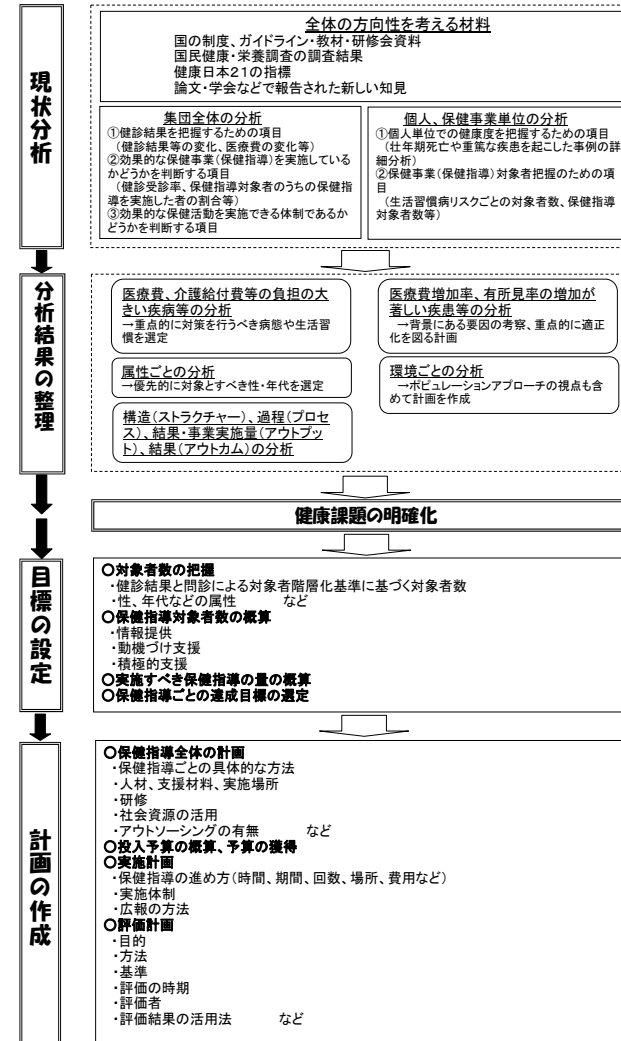 現状分析
全体の方向性を考える材料
国の制度、ガイドライン・教材・研修会資料
国民健康・栄養調査の調査結果
健康日本21の指標
論文・学会などで報告された新しい知見
集団全体の分析
①健診結果を把握するための項目
(健診結果等の変化、医療費の変化等)
②効果的な保健事業(保健指導)を実施している
かどうかを判断する項目
(健診受診率、保健指導対象者のうちの保健指
導を実施した者の割合等)
③効果的な保健活動を実施できる体制であるか
どうかを判断する項目
個人、保健事業単位の分析
①個人単位での健康度を把握するための項目
(壮年期死亡や重篤な疾患を起こした事例の詳
細分析)
②保健事業(保健指導)対象者把握のための項
目
(生活習慣病リスクごとの対象者数、保健指導
対象者数等)
分析結果の整理
医療費、介護給付費等の負担の大
きい疾病等の分析
→重点的に対策を行うべき病態や生活習
慣を選定
医療費増加率、有所見率の増加が
著しい疾患等の分析
→背景にある要因の考察、重点的に適正
化を図る計画
属性ごとの分析
→優先的に対象とすべき性・年代を選定
環境ごとの分析
→ポピュレーションアプローチの視点も含
めて計画を作成
構造(ストラクチャー)、過程(プロセ
ス)、結果・事業実施量(アウトプッ
ト)、結果(アウトカム)の分析
健康課題の明確化
目標の設定
○対象者数の把握
・健診結果と問診による対象者階層化基準に基づく対象者数
・性、年代などの属性 など
○保健指導対象者数の概算
・情報提供
・動機づけ支援
・積極的支援
○実施すべき保健指導の量の概算
○保健指導ごとの達成目標の選定
計画の作成
○保健指導全体の計画
・保健指導ごとの具体的な方法
・人材、支援材料、実施場所
・研修
・社会資源の活用
・アウトソーシングの有無 など
○投入予算の概算、予算の獲得
○実施計画
・保健指導の進め方(時間、期間、回数、場所、費用など)
・実施体制
・広報の方法
○評価計画
・目的
・方法
・基準
・評価の時期
・評価者
・評価結果の活用法 など